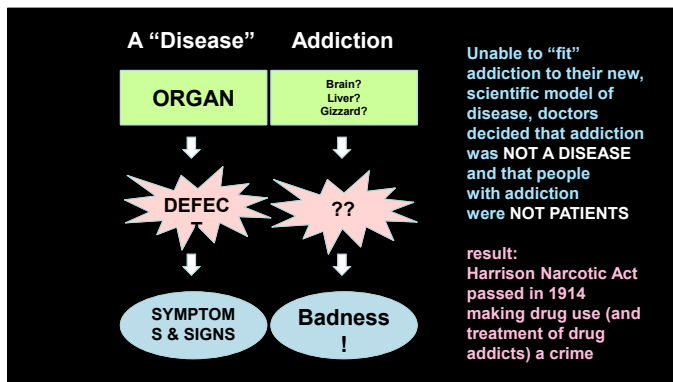 A “Disease”
Addiction
ORGAN
Brain?
Liver?
Gizzard?
DEFEC
T
??
SYMPTOM
S & SIGNS
Badness
!
Unable to “fit”
addiction to their new,
scientific model of
disease, doctors
decided that addiction
was NOT A DISEASE
and that people
with addiction
were NOT PATIENTS
result:
Harrison Narcotic Act
passed in 1914
making drug use (and
treatment of drug
addicts) a crime